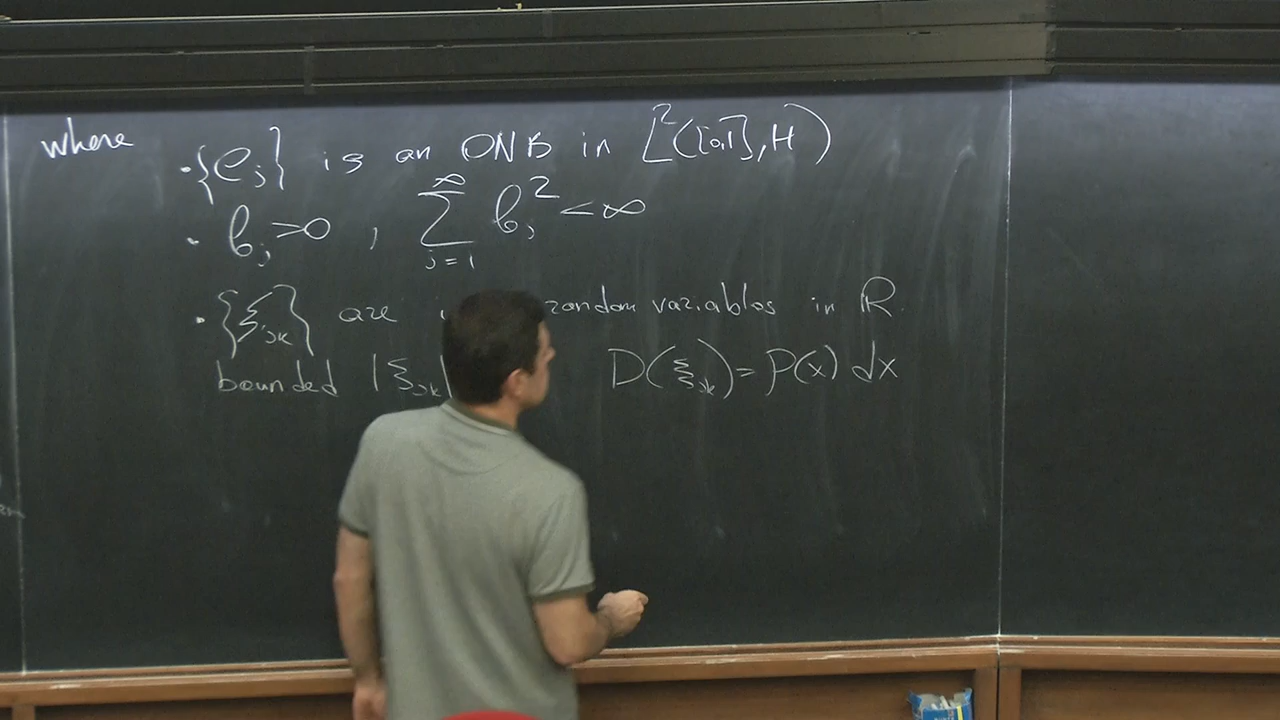 where
· {e_j} is an ONB in L²([0,1], H)
· b_j > 0 , ∑_{j=1}^∞ b_j² < ∞
· {ξ_jk} are random variables in R
bounded |ξ_jk| D(ξ_jk) = P(x) dx